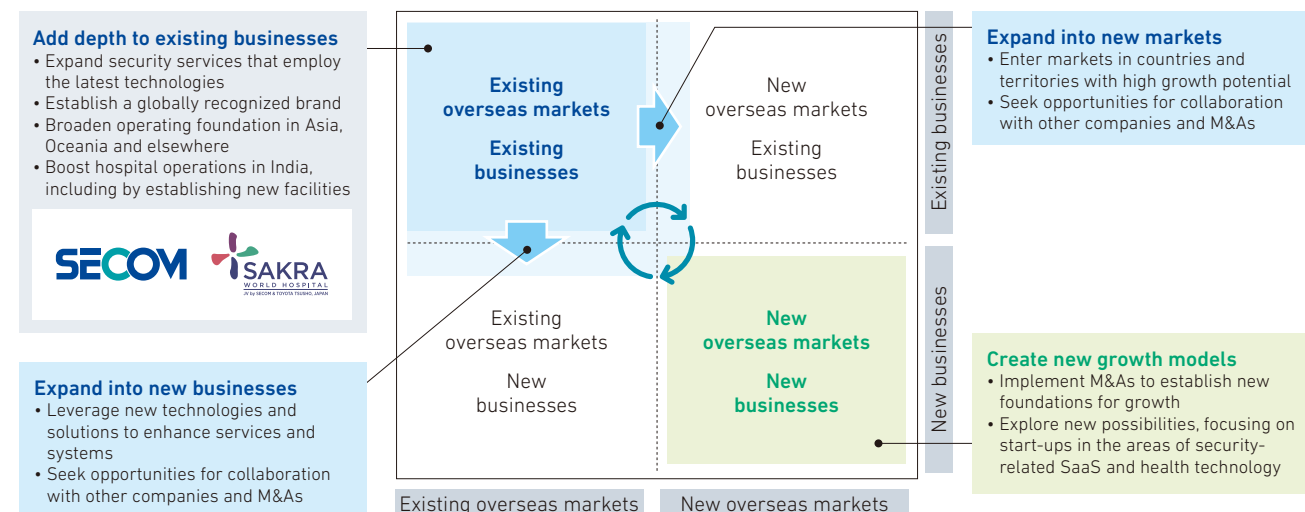 Add depth to existing businesses
• Expand security services that employ
the latest technologies
• Establish a globally recognized brand
• Broaden operating foundation in Asia,
Oceania and elsewhere
• Boost hospital operations in India,
including by establishing new facilities
SECOM
SAKRA
WORLD HOSPITAL
JV by SECOM & TOYOTA TSUSHO, JAPAN
Expand into new businesses
• Leverage new technologies and
solutions to enhance services and
systems
• Seek opportunities for collaboration
with other companies and M&As
Existing
overseas markets
Existing
businesses
New
overseas markets
Existing
businesses
Existing
overseas markets
New
businesses
New
overseas markets
New
businesses
Existing overseas markets
New overseas markets
Existing businesses
New businesses
Expand into new markets
• Enter markets in countries and
territories with high growth potential
• Seek opportunities for collaboration
with other companies and M&As
Create new growth models
• Implement M&As to establish new
foundations for growth
• Explore new possibilities, focusing on
start-ups in the areas of security-
related SaaS and health technology